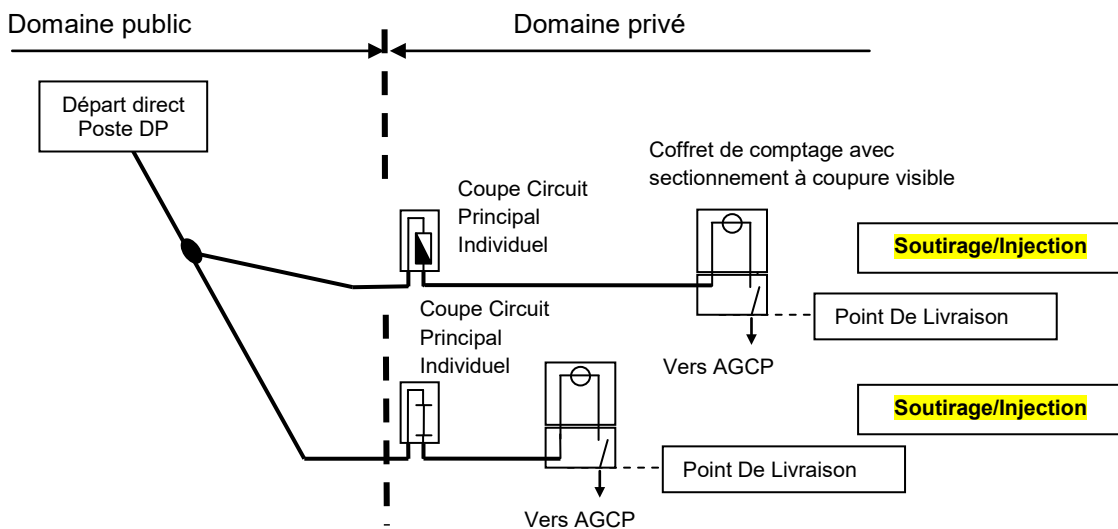 Domaine public
Domaine privé
Départ direct
Poste DP
Coffret de comptage avec
sectionnement à coupure visible
Coupe Circuit
Principal
Individuel
Soutirage/Injection
Coupe Circuit
Principal
Individuel
Point De Livraison
Vers AGCP
Soutirage/Injection
Point De Livraison
Vers AGCP